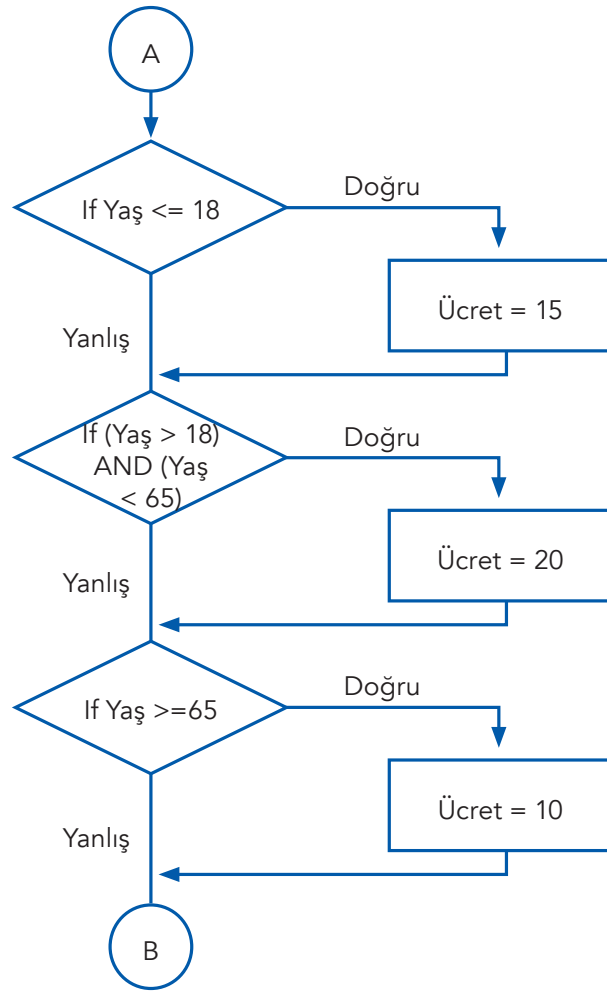 A
If Yaş <= 18
Doğru
Ücret = 15
Yanlış
If (Yaş > 18)
AND (Yaş
< 65)
Doğru
Ücret = 20
Yanlış
If Yaş >=65
Doğru
Ücret = 10
Yanlış
B